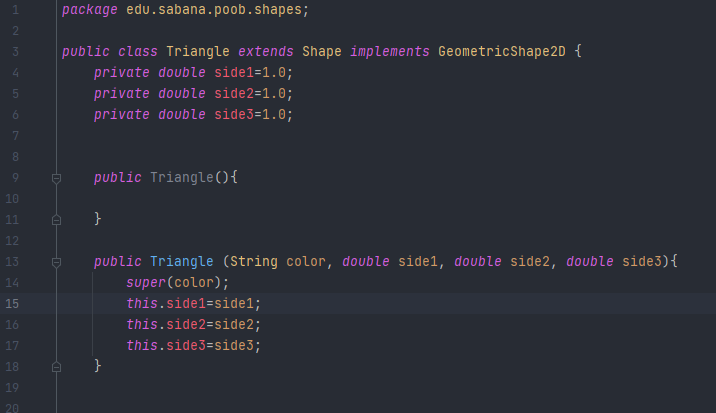 1 package edu.sabana.poob.shapes;
2
3 public class Triangle extends Shape implements GeometricShape2D {
4 private double side1=1.0;
5 private double side2=1.0;
6 private double side3=1.0;
7
8
9 public Triangle(){
10
11 }
12
13 public Triangle (String color, double side1, double side2, double side3){
14 super(color);
15 this.side1=side1;
16 this.side2=side2;
17 this.side3=side3;
18 }
19
20